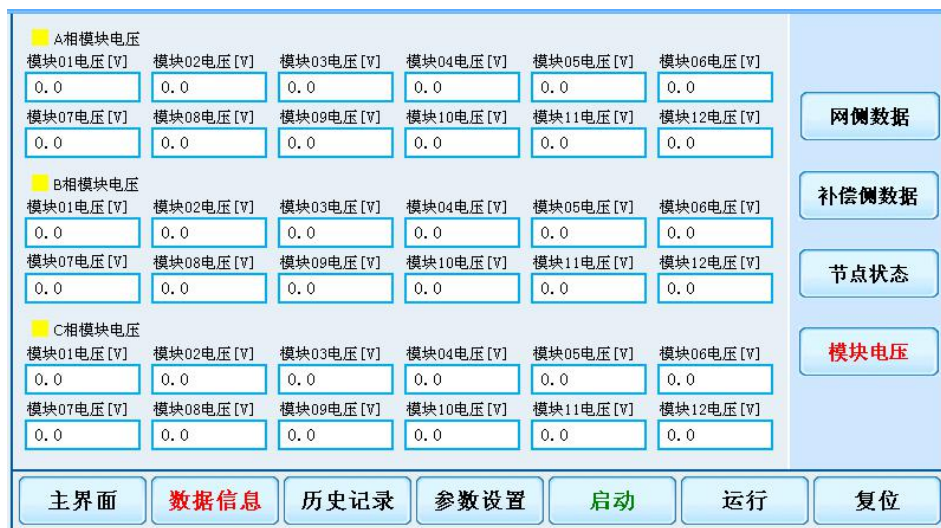 A相模块电压
模块01电压[V] 模块02电压[V] 模块03电压[V] 模块04电压[V] 模块05电压[V] 模块06电压[V]
0.0 0.0 0.0 0.0 0.0 0.0
模块07电压[V] 模块08电压[V] 模块09电压[V] 模块10电压[V] 模块11电压[V] 模块12电压[V]
0.0 0.0 0.0 0.0 0.0 0.0
B相模块电压
模块01电压[V] 模块02电压[V] 模块03电压[V] 模块04电压[V] 模块05电压[V] 模块06电压[V]
0.0 0.0 0.0 0.0 0.0 0.0
模块07电压[V] 模块08电压[V] 模块09电压[V] 模块10电压[V] 模块11电压[V] 模块12电压[V]
0.0 0.0 0.0 0.0 0.0 0.0
C相模块电压
模块01电压[V] 模块02电压[V] 模块03电压[V] 模块04电压[V] 模块05电压[V] 模块06电压[V]
0.0 0.0 0.0 0.0 0.0 0.0
模块07电压[V] 模块08电压[V] 模块09电压[V] 模块10电压[V] 模块11电压[V] 模块12电压[V]
0.0 0.0 0.0 0.0 0.0 0.0
网侧数据
补偿侧数据
节点状态
模块电压
主界面 数据信息 历史记录 参数设置 启动 运行 复位